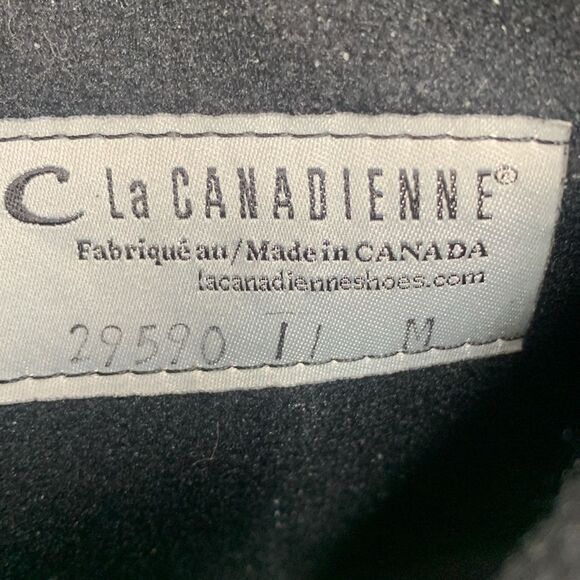 C La CANADIENNE®
Fabriqué au/Made in CANADA
lacanadienneshoes.com
29590 11 M